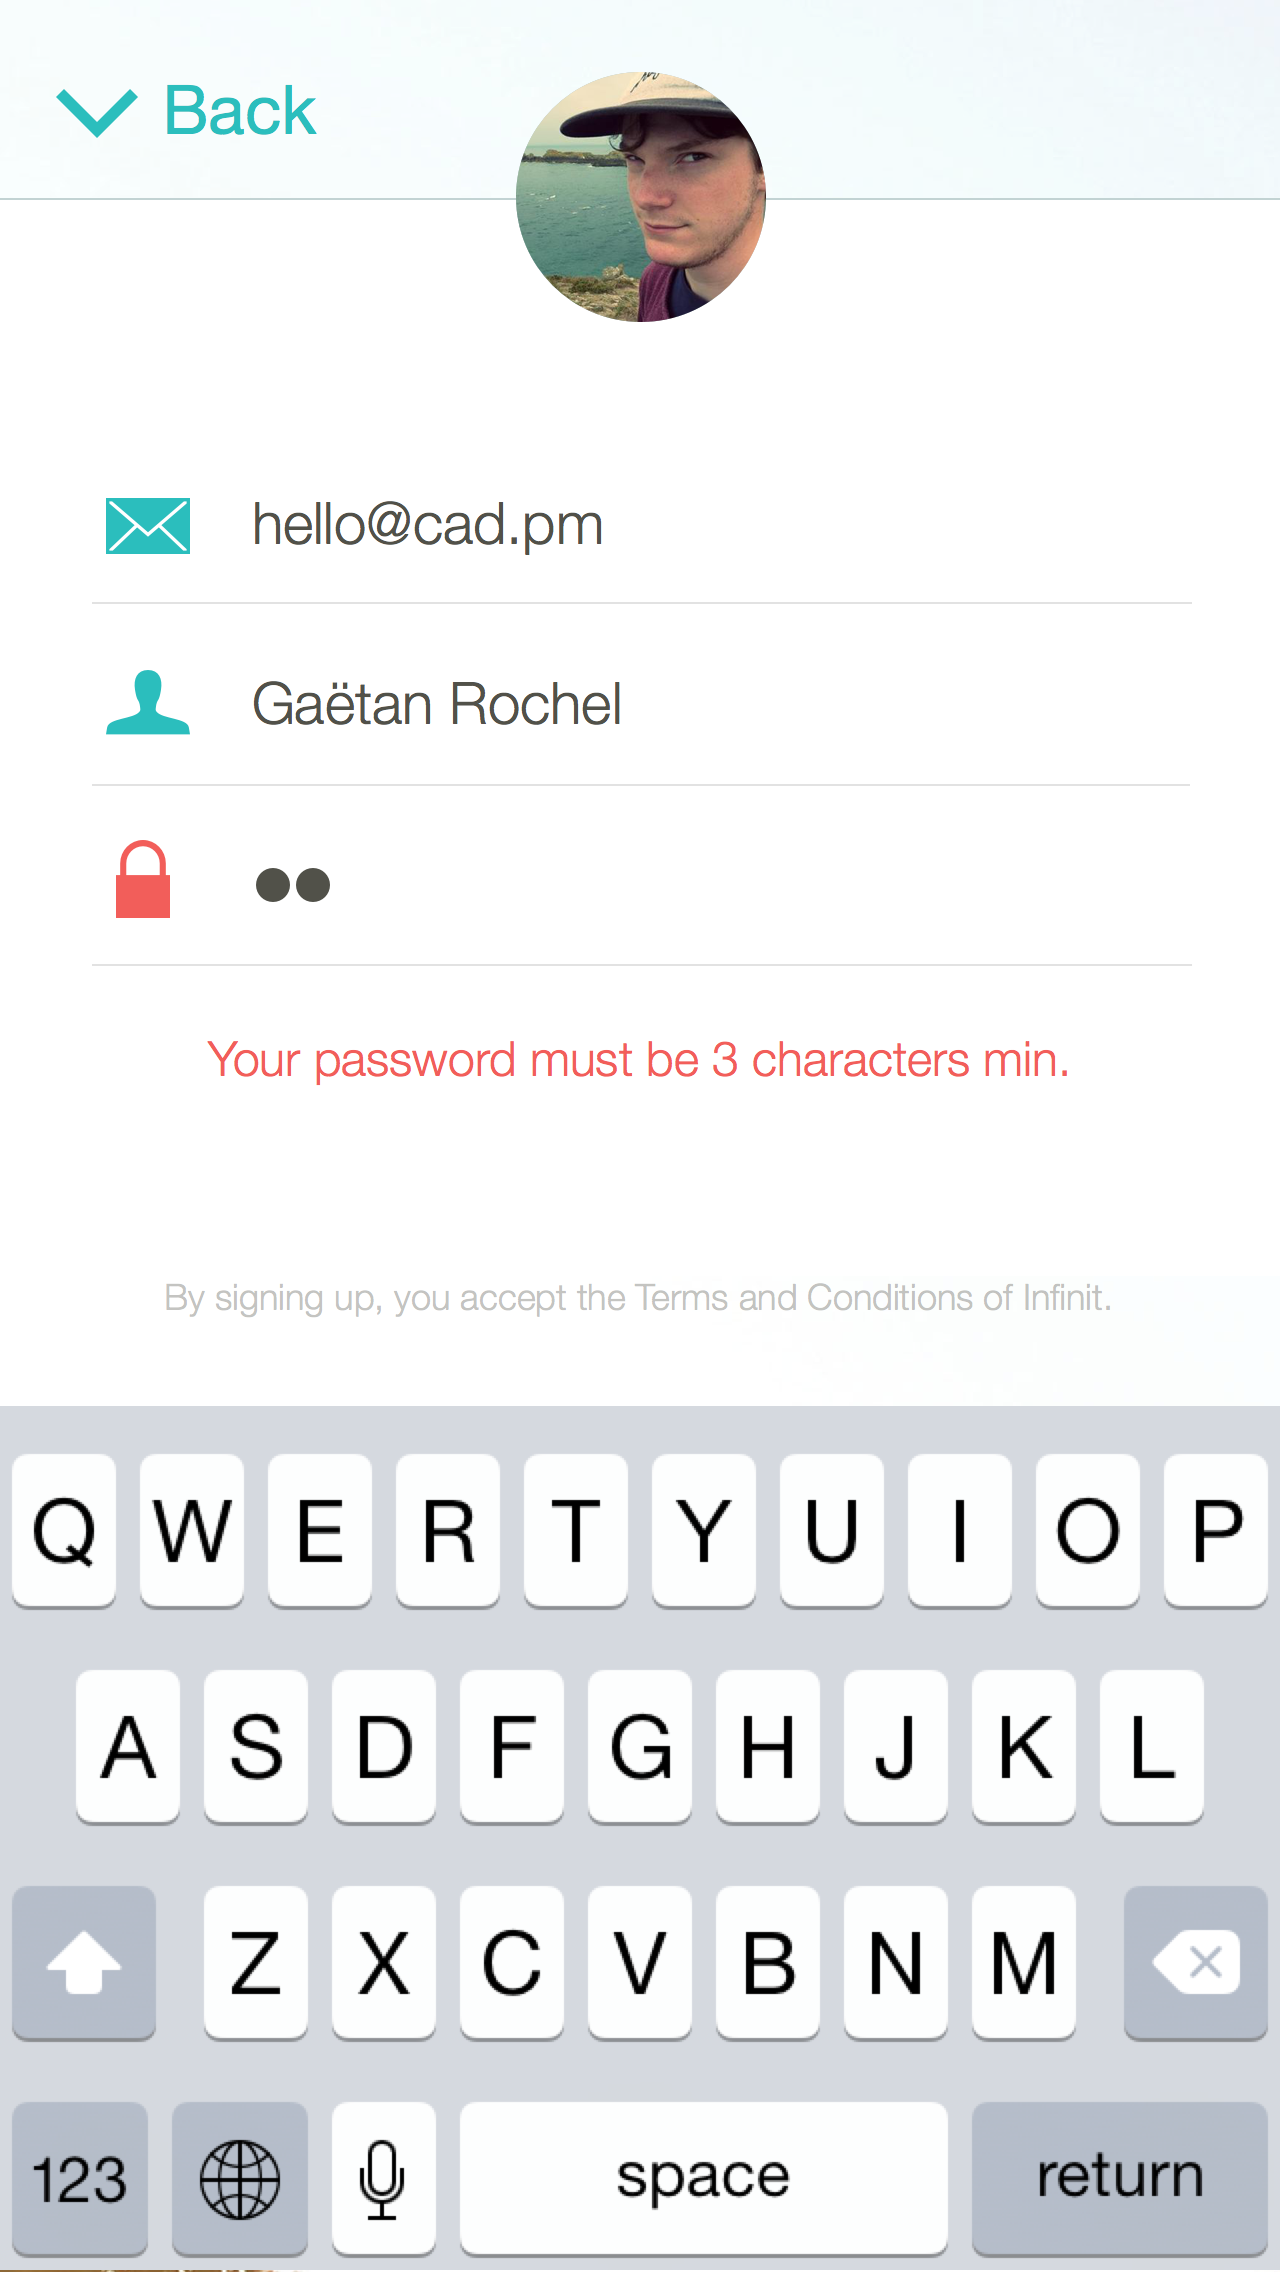 Back
hello@cad.pm
Gaëtan Rochel
Your password must be 3 characters min.
By signing up, you accept the Terms and Conditions of Infinit.
Q W E R T Y U I O P
A S D F G H J K L
Z X C V B N M
123 space return